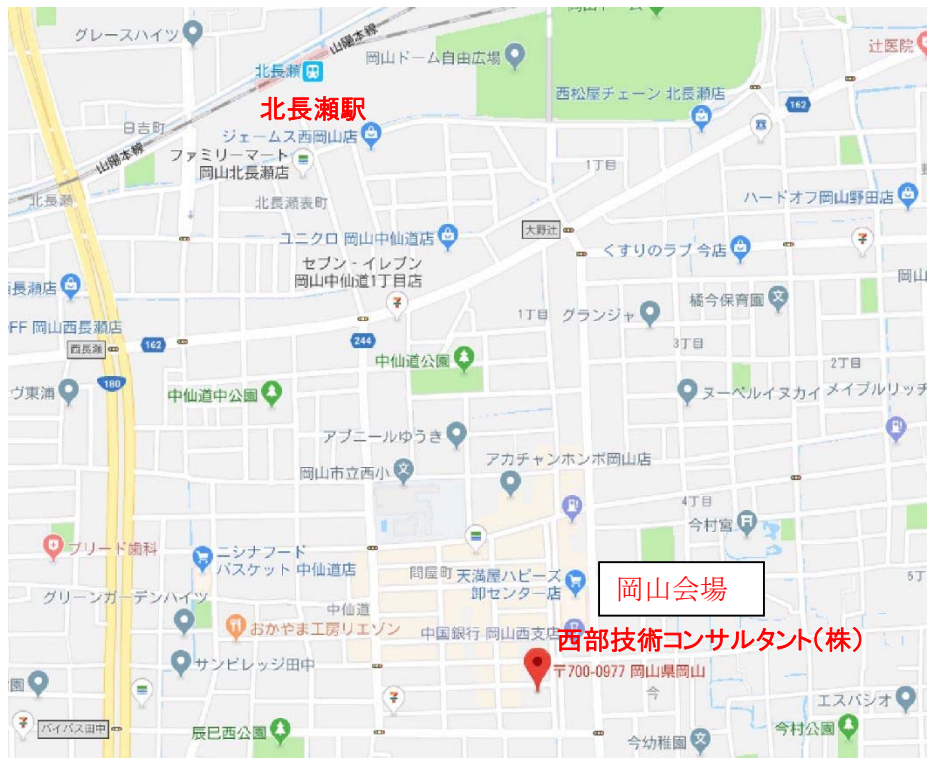 グレースハイツ
山陽本線
岡山ドーム自由広場
辻医院
北長瀬
北長瀬駅
西松屋チェーン 北長瀬店
162
日吉町
ジェームス西岡山店
ファミリーマート
岡山北長瀬店
1丁目
山陽本線
北長瀬
北長瀬表町
ハードオフ岡山野田店
大野辻
ユニクロ 岡山中仙道店
くすりのラブ 今店
セブン‐イレブン
岡山中仙道1丁目店
岡山
長瀬店
橘今保育園
1丁目
グランジャ
FF 岡山西長瀬店
西長瀬
162
244
3丁目
中仙道公園
2丁目
180
ヴ東浦
中仙道中公園
ヌーベルイヌカイ
メイプルリッチ
アブニールゆうき
アカチャンホンポ岡山店
岡山市立西小
4丁目
今村宮
ブリード歯科
ニシナフード
バスケット 中仙道店
問屋町
天満屋ハピーズ
卸センター店
岡山会場
5丁
グリーンガーデンハイツ
中仙道
おかやま工房リエゾン
中国銀行 岡山西支店
西部技術コンサルタント(株)
サンビレッジ田中
〒700-0977 岡山県岡山
今
園
エスパシオ
バイパス田中
辰巳西公園
今幼稚園
今村公園